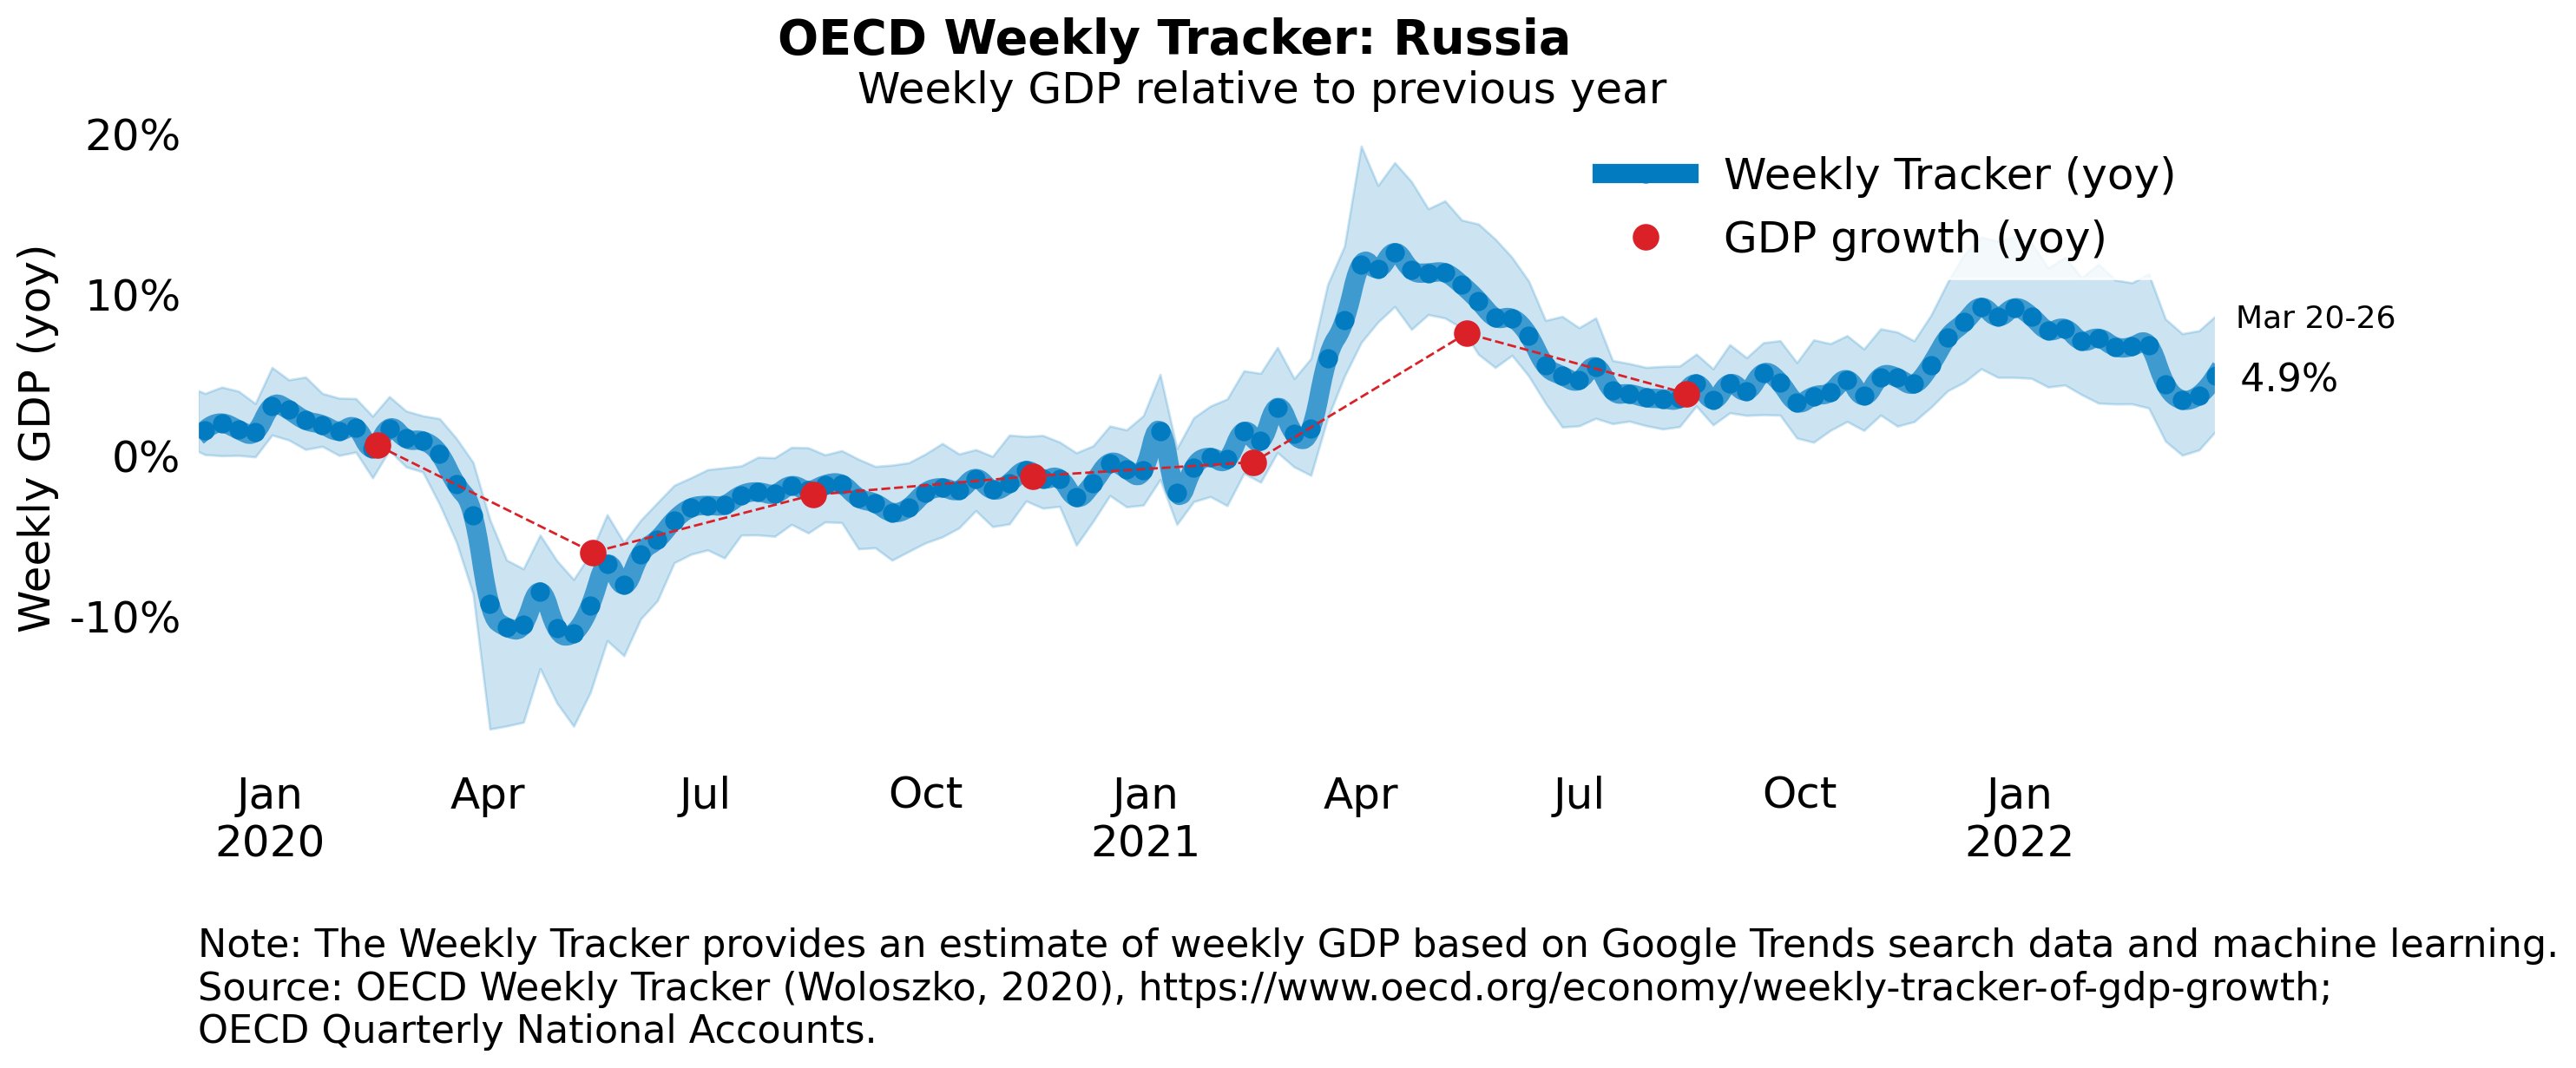 OECD Weekly Tracker: Russia
Weekly GDP relative to previous year
Weekly GDP (yoy)
20%
10%
0%
-10%
Weekly Tracker (yoy)
GDP growth (yoy)
Mar 20-26
4.9%
Jan Apr Jul Oct Jan Apr Jul Oct Jan
2020 2021 2022
Note: The Weekly Tracker provides an estimate of weekly GDP based on Google Trends search data and machine learning.
Source: OECD Weekly Tracker (Woloszko, 2020), https://www.oecd.org/economy/weekly-tracker-of-gdp-growth;
OECD Quarterly National Accounts.